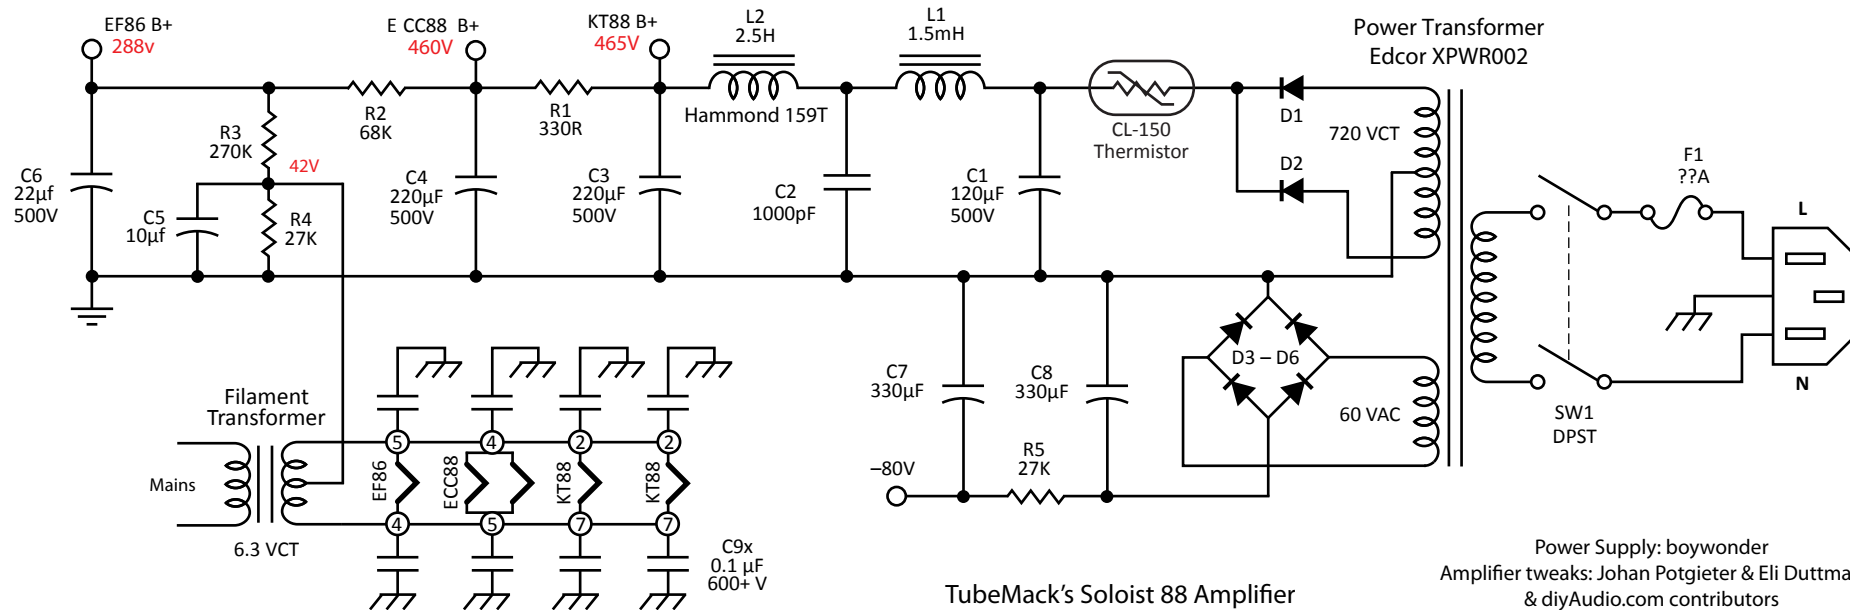 EF86 B+
288v
E CC88 B+
460V
KT88 B+
465V
L2
2.5H
L1
1.5mH
Power Transformer
Edcor XPWR002
Hammond 159T
R2
68K
R1
330R
CL-150
Thermistor
D1
D2
720 VCT
R3
270K
42V
C6
22µf
500V
C5
10µf
R4
27K
C4
220µF
500V
C3
220µF
500V
C2
1000pF
C1
120µF
500V
F1
??A
L
N
SW1
DPST
Filament
Transformer
Mains
6.3 VCT
5
4
2
2
EF86
ECC88
KT88
KT88
4
5
7
7
C9x
0.1 µF
600+ V
C7
330µF
C8
330µF
D3 – D6
60 VAC
–80V
R5
27K
TubeMack's Soloist 88 Amplifier
Power Supply: boywonder
Amplifier tweaks: Johan Potgieter & Eli Duttma
& diyAudio.com contributors